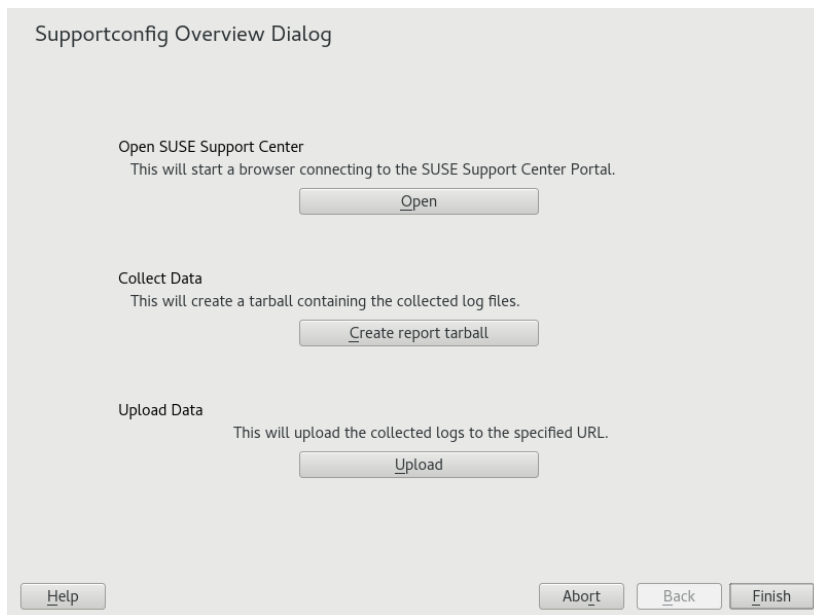 Supportconfig Overview Dialog
Open SUSE Support Center
This will start a browser connecting to the SUSE Support Center Portal.
Open
Collect Data
This will create a tarball containing the collected log files.
Create report tarball
Upload Data
This will upload the collected logs to the specified URL.
Upload
Help
Abort
Back
Finish